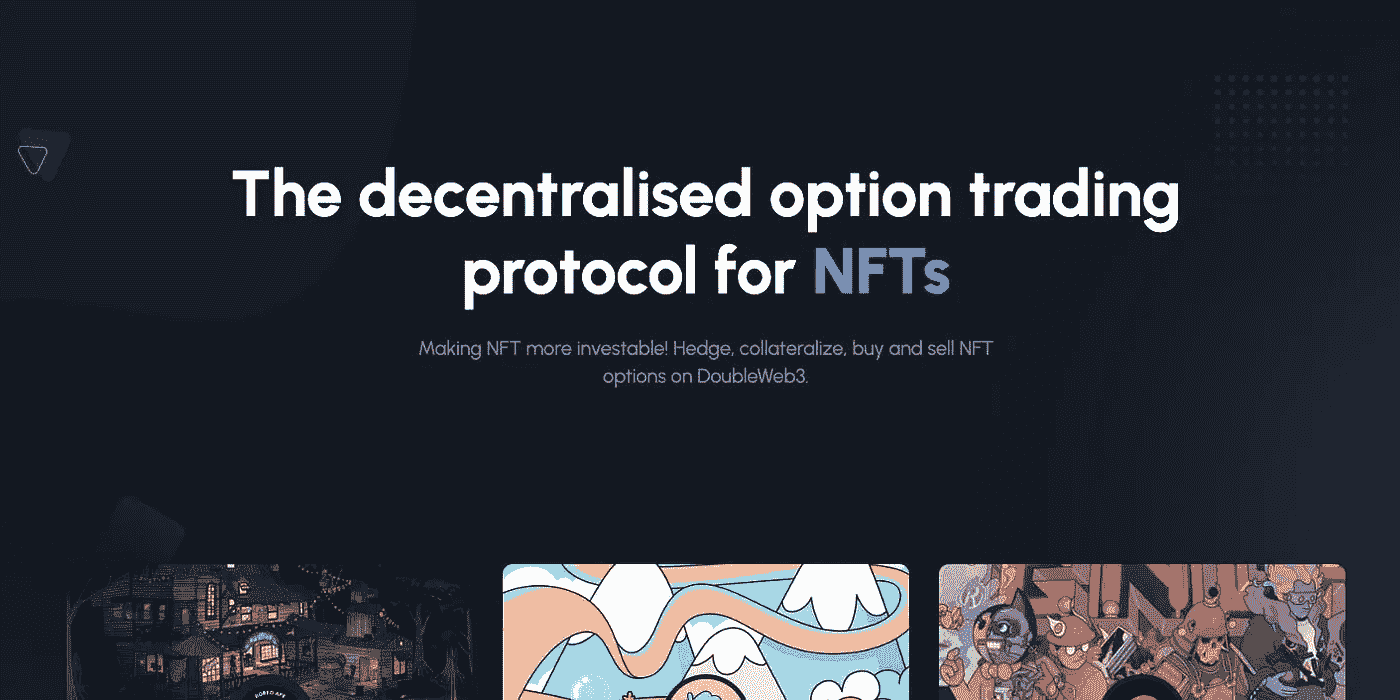 The decentralised option trading
protocol for NFTs
Making NFT more investable! Hedge, collateralize, buy and sell NFT
options on DoubleWeb3.